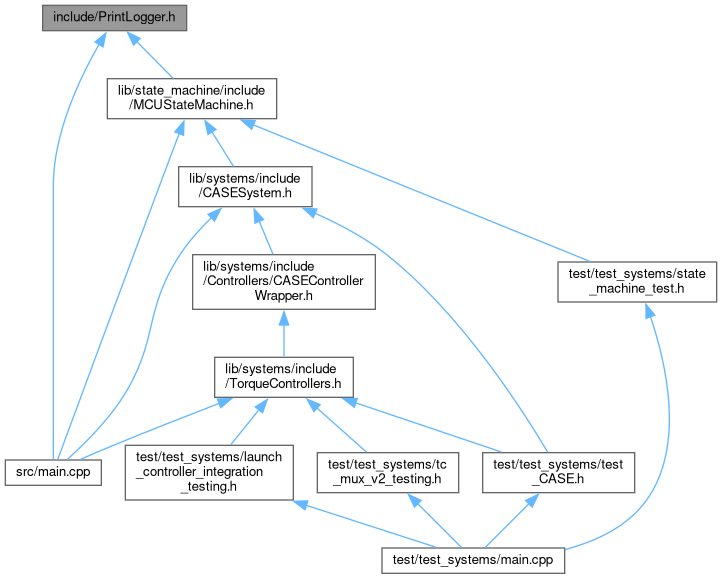 include/PrintLogger.h
lib/state_machine/include
/MCUStateMachine.h
lib/systems/include
/CASESystem.h
lib/systems/include
/Controllers/CASEController
Wrapper.h
test/test_systems/state
_machine_test.h
lib/systems/include
/TorqueControllers.h
src/main.cpp
test/test_systems/launch
_controller_integration
_testing.h
test/test_systems/tc
_mux_v2_testing.h
test/test_systems/test
_CASE.h
test/test_systems/main.cpp